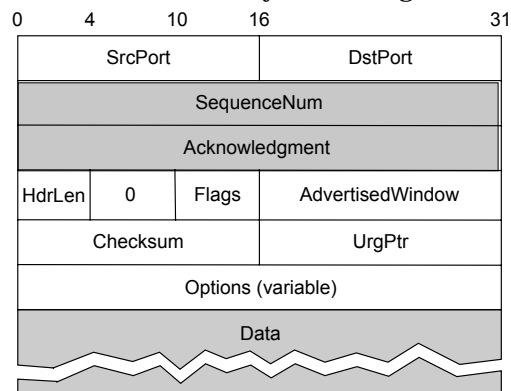 0 4 10 16 31
SrcPort DstPort
SequenceNum
Acknowledgment
HdrLen 0 Flags AdvertisedWindow
Checksum UrgPtr
Options (variable)
Data